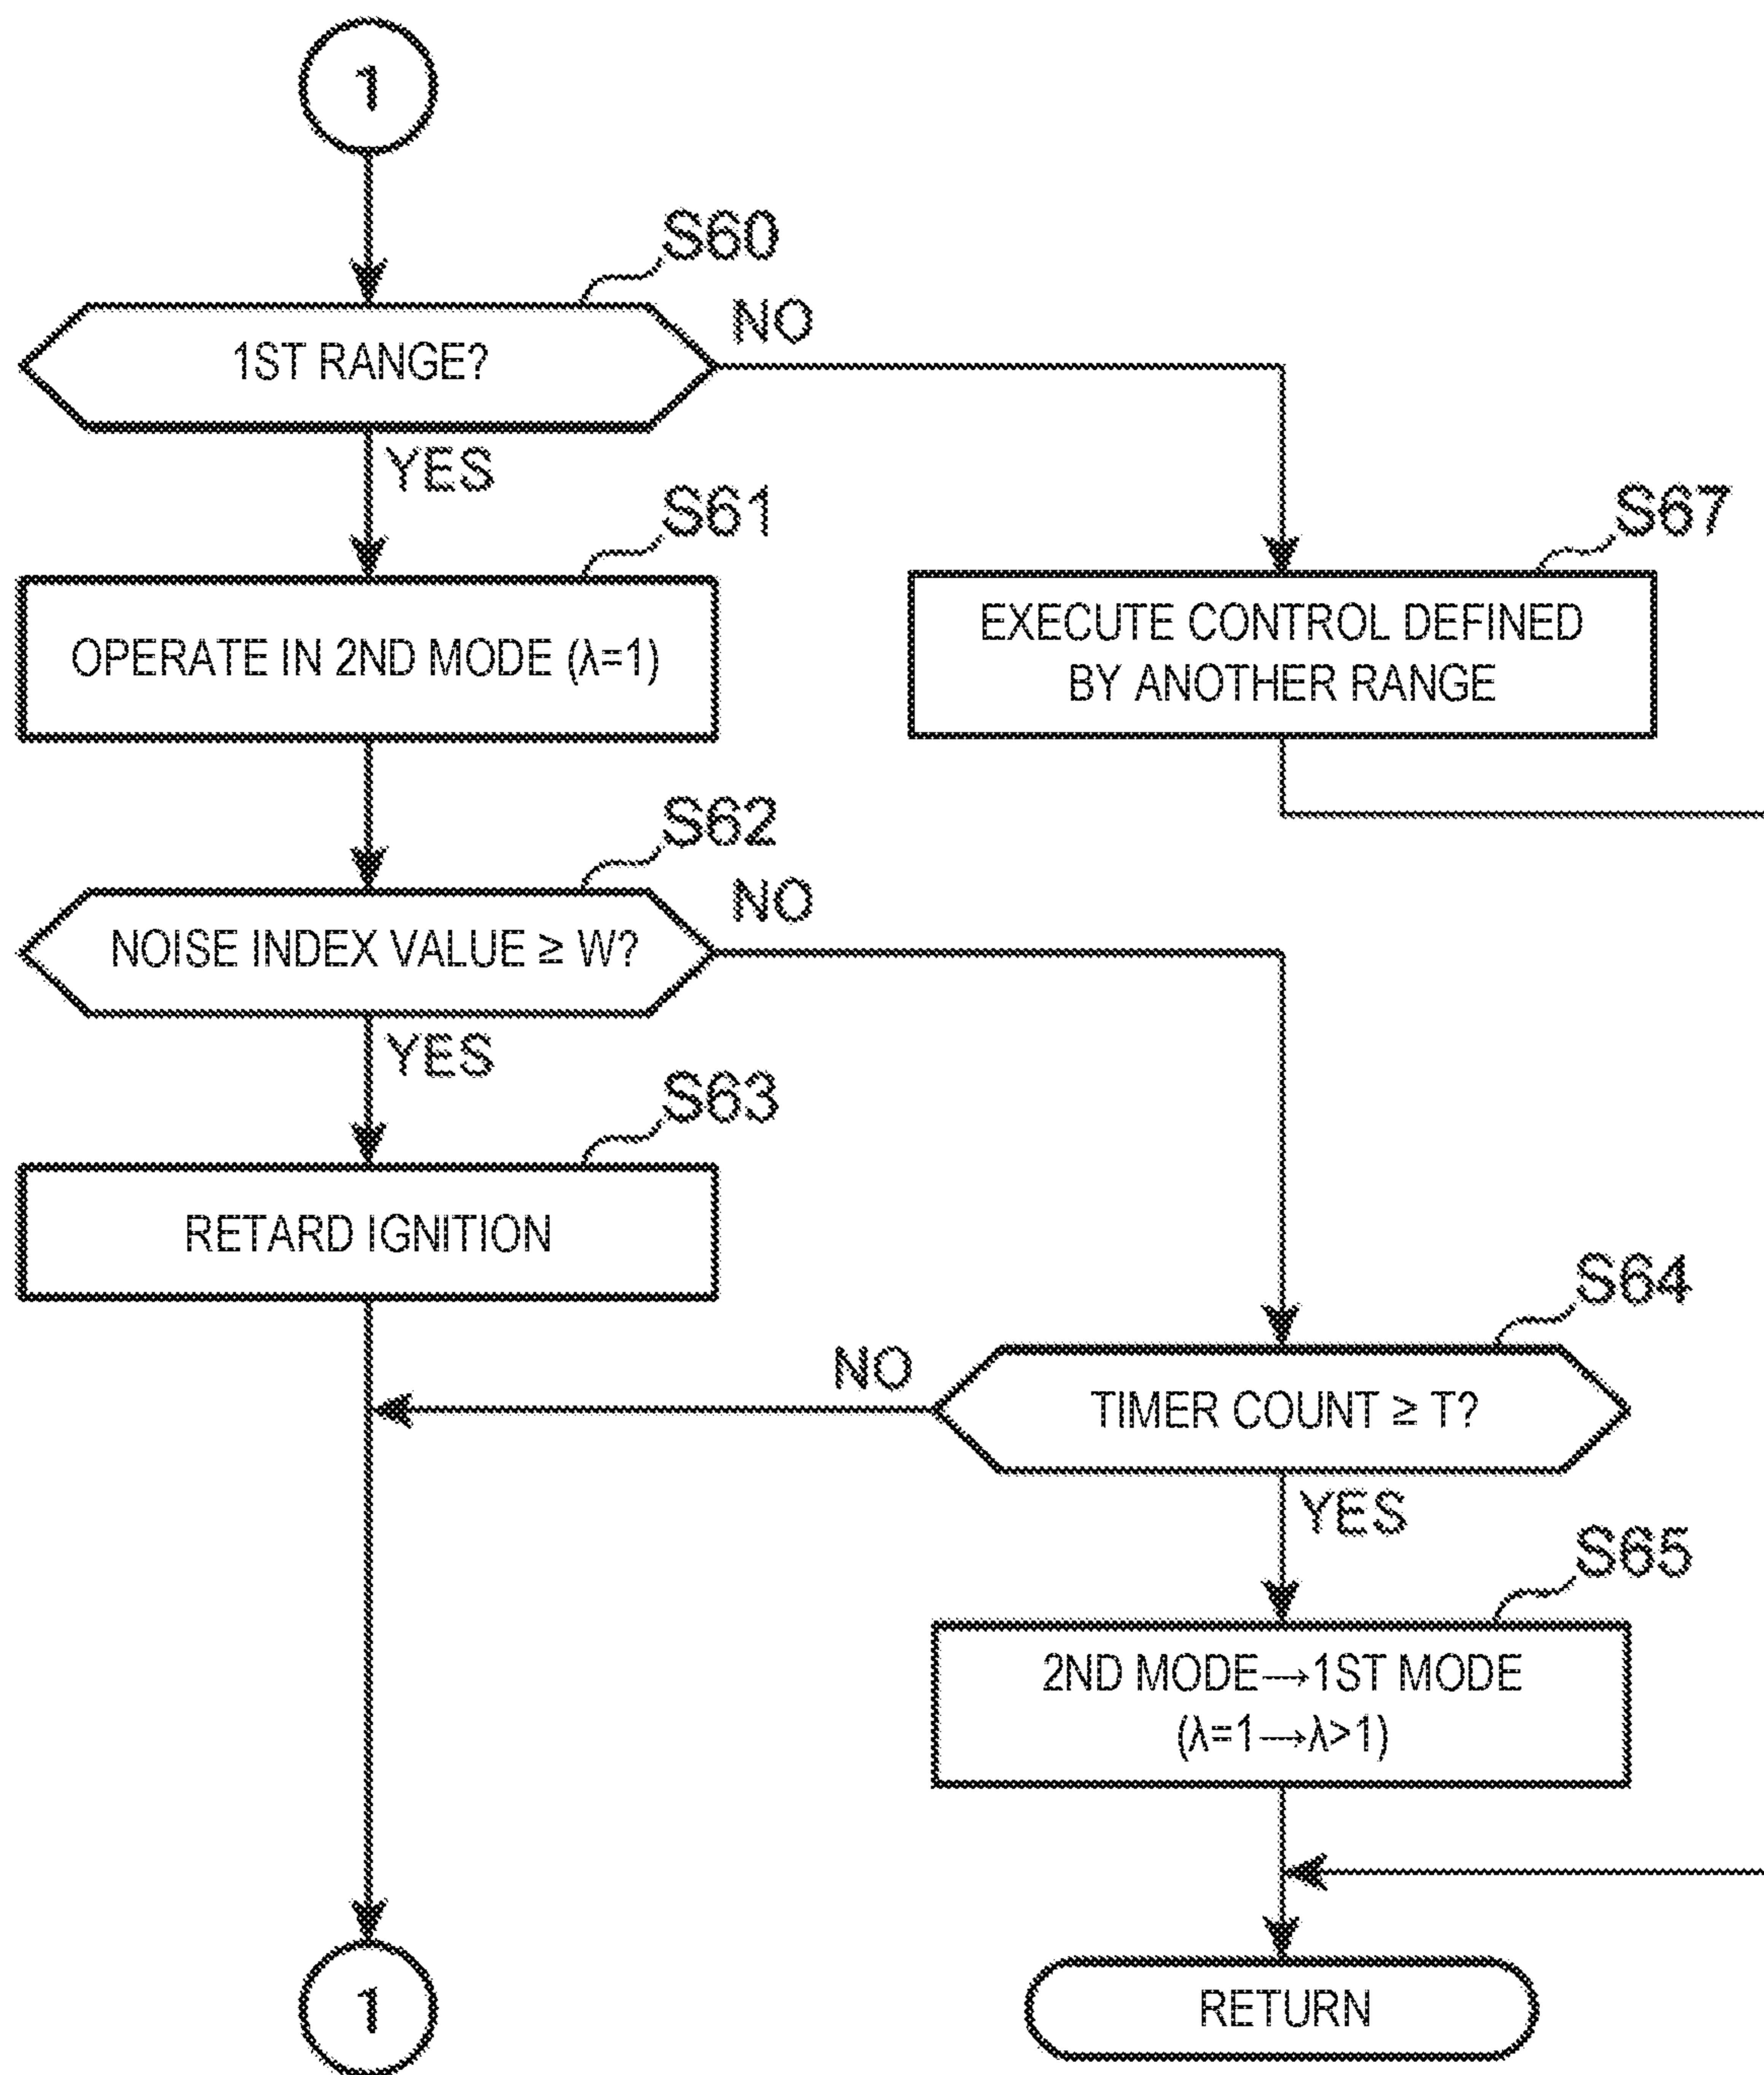 1
S60
1ST RANGE?
NO
YES
S61
OPERATE IN 2ND MODE (λ=1)
S67
EXECUTE CONTROL DEFINED
BY ANOTHER RANGE
S62
NOISE INDEX VALUE ≥ W?
NO
YES
S63
RETARD IGNITION
S64
TIMER COUNT ≥ T?
NO
YES
S65
2ND MODE→1ST MODE
(λ=1→λ>1)
1
RETURN